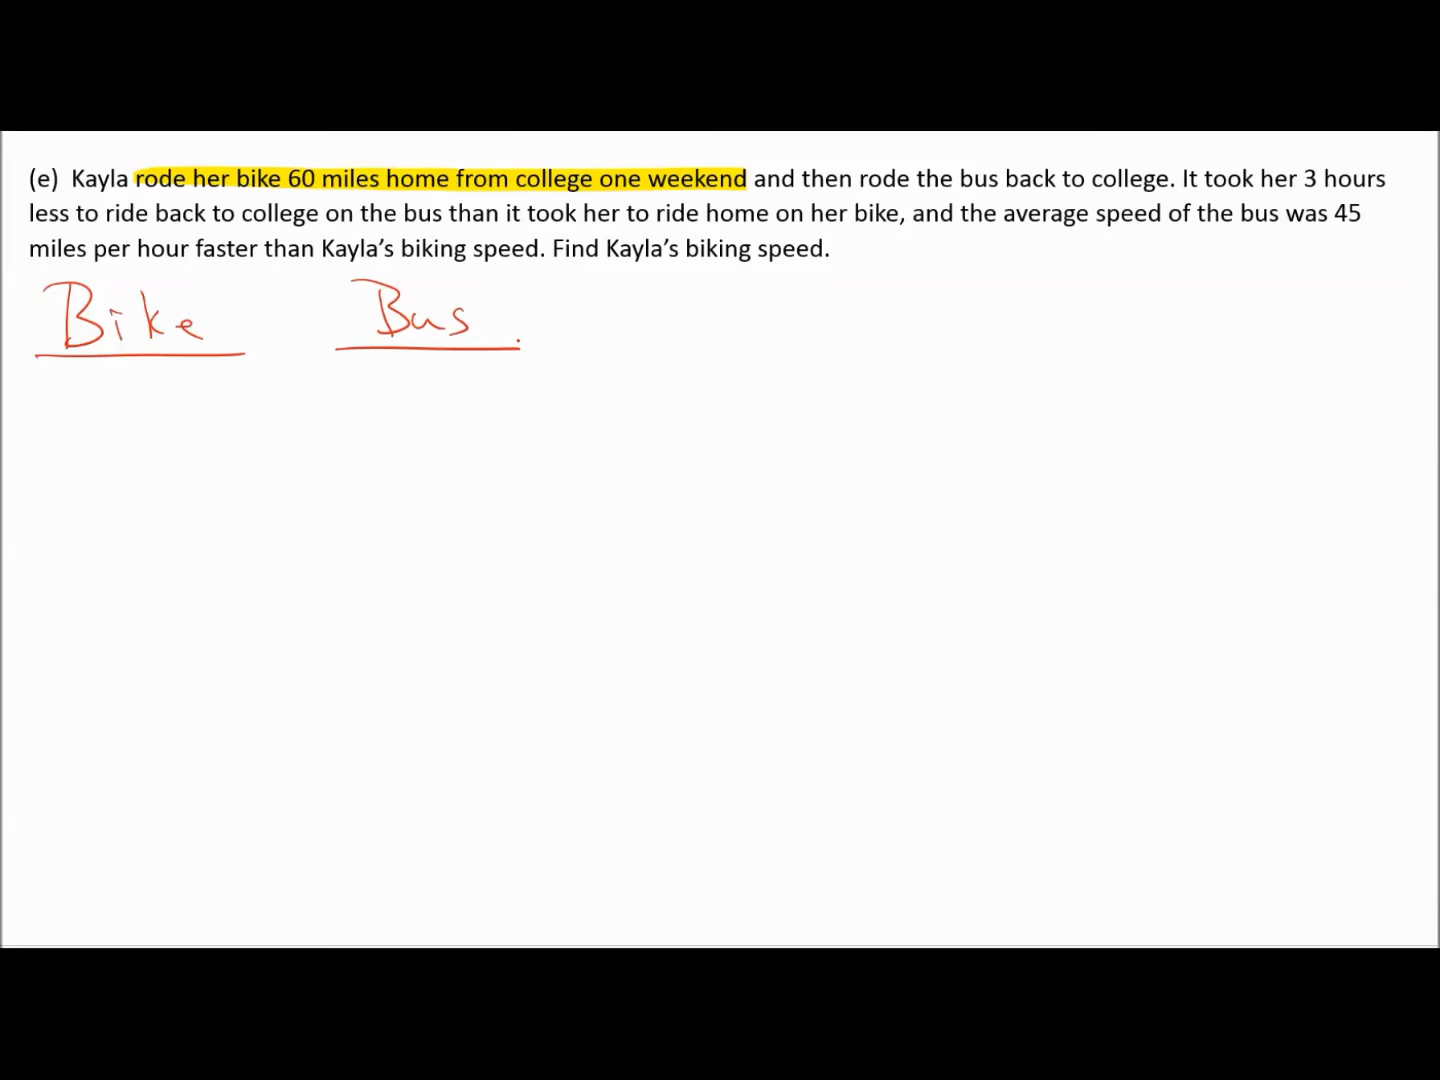 (e) Kayla rode her bike 60 miles home from college one weekend and then rode the bus back to college. It took her 3 hours
less to ride back to college on the bus than it took her to ride home on her bike, and the average speed of the bus was 45
miles per hour faster than Kayla’s biking speed. Find Kayla’s biking speed.
Bike Bus